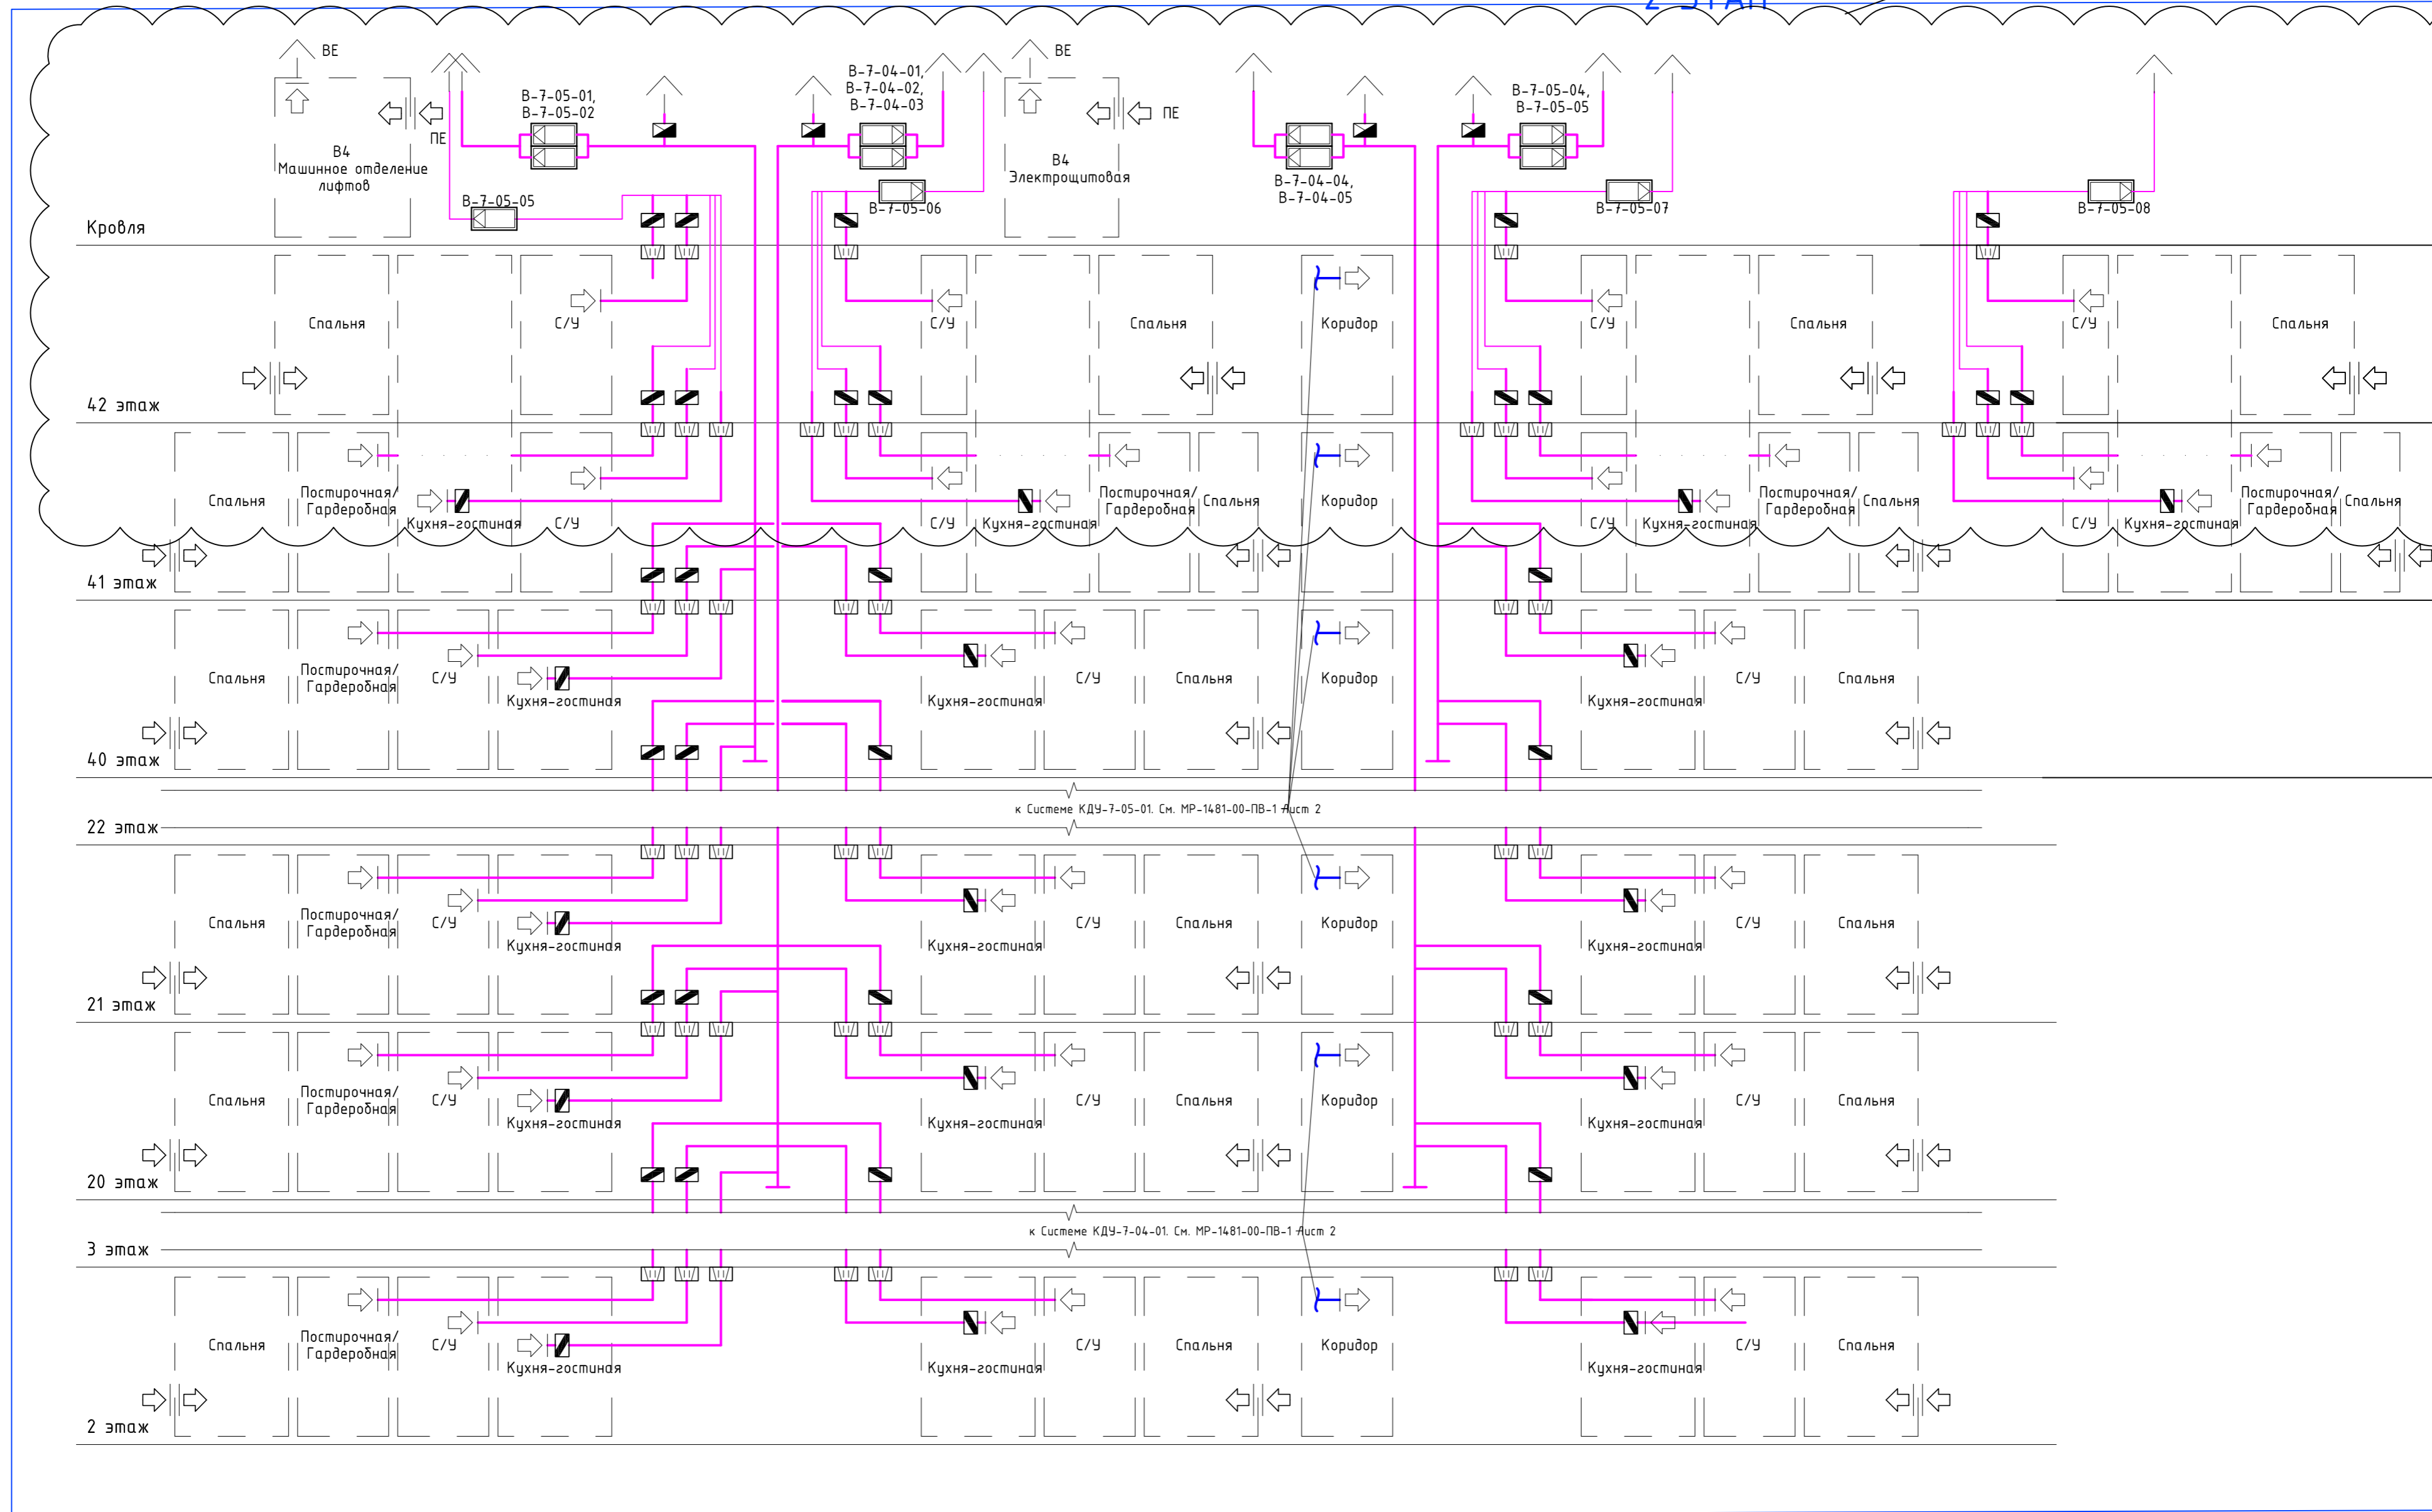 2 ЭТАП
ВЕ
ВЕ
В-7-05-01,
В-7-05-02
В-7-04-01,
В-7-04-02,
В-7-04-03
В-7-05-04,
В-7-05-05
ПЕ
ПЕ
В4
Машинное отделение
лифтов
В4
Электрощитовая
В-7-04-04,
В-7-04-05
В-7-05-05
В-7-05-06
В-7-05-07
В-7-05-08
Кровля
Спальня
С/У
С/У
Спальня
Коридор
С/У
Спальня
С/У
Спальня
42 этаж
Спальня
Постирочная/
Гардеробная
Кухня-гостиная
С/У
С/У
Кухня-гостиная
Постирочная/
Гардеробная
Спальня
Коридор
С/У
Кухня-гостиная
Постирочная/
Гардеробная
Спальня
С/У
Кухня-гостиная
Постирочная/
Гардеробная
Спальня
41 этаж
Спальня
Постирочная/
Гардеробная
С/У
Кухня-гостиная
Кухня-гостиная
С/У
Спальня
Коридор
Кухня-гостиная
С/У
Спальня
40 этаж
к Системе КДУ-7-05-01. См. МР-1481-00-ПВ-1 Лист 2
22 этаж
Спальня
Постирочная/
Гардеробная
С/У
Кухня-гостиная
Кухня-гостиная
С/У
Спальня
Коридор
Кухня-гостиная
С/У
Спальня
21 этаж
Спальня
Постирочная/
Гардеробная
С/У
Кухня-гостиная
Кухня-гостиная
С/У
Спальня
Коридор
Кухня-гостиная
С/У
Спальня
20 этаж
к Системе КДУ-7-04-01. См. МР-1481-00-ПВ-1 Лист 2
3 этаж
Спальня
Постирочная/
Гардеробная
С/У
Кухня-гостиная
Кухня-гостиная
С/У
Спальня
Коридор
Кухня-гостиная
С/У
Спальня
2 этаж